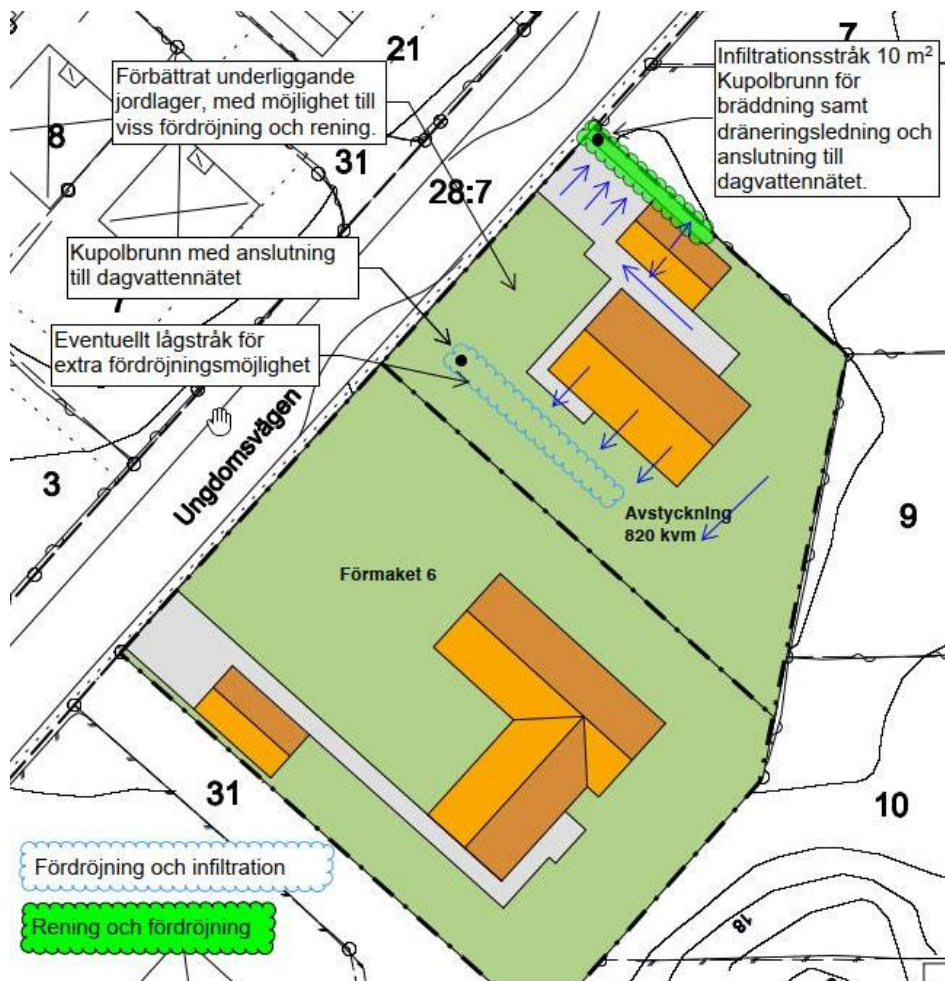 21
7
Förbättrat underliggande
jordlager, med möjlighet till
viss fördröjning och rening.
Infiltrationsstråk 10 m²
Kupolbrunn för
bräddning samt
dräneringsledning och
anslutning till
dagvattennätet.
8
31
28:7
Kupolbrunn med anslutning
till dagvattennätet
7
Eventuellt lågstråk för
extra fördröjningsmöjlighet
Ungdomsvägen
3
9
Avstyckning
820 kvm
Förmaket 6
31
10
Fördröjning och infiltration
Rening och fördröjning
18